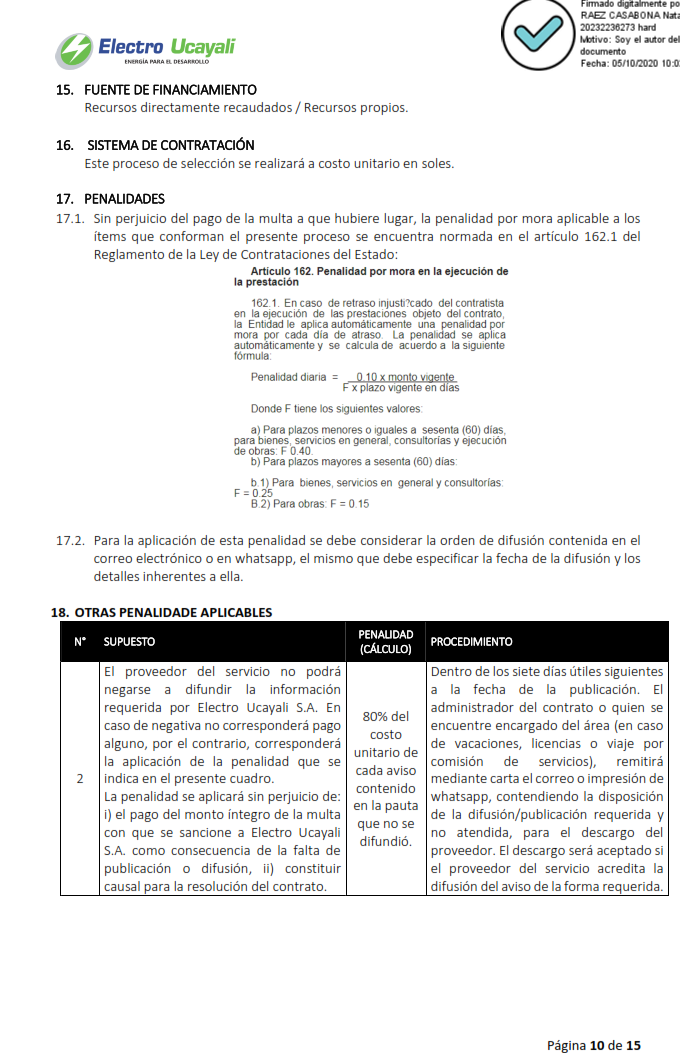 Firmado digitalmente po
RAEZ CASABONA Nata
20232236273 hard
Motivo: Soy el autor del
documento
Fecha: 05/10/2020 10:0
Electro Ucayali
ENERGÍA PARA EL DESARROLLO
15. FUENTE DE FINANCIAMIENTO
Recursos directamente recaudados / Recursos propios.
16. SISTEMA DE CONTRATACIÓN
Este proceso de selección se realizará a costo unitario en soles.
17. PENALIDADES
17.1. Sin perjuicio del pago de la multa a que hubiere lugar, la penalidad por mora aplicable a los
ítems que conforman el presente proceso se encuentra normada en el artículo 162.1 del
Reglamento de la Ley de Contrataciones del Estado:
Artículo 162. Penalidad por mora en la ejecución de
la prestación
162.1. En caso de retraso injusti?cado del contratista
en la ejecución de las prestaciones objeto del contrato,
la Entidad le aplica automáticamente una penalidad por
mora por cada día de atraso. La penalidad se aplica
automáticamente y se calcula de acuerdo a la siguiente
fórmula:
Penalidad diaria = 0.10 x monto vigente
F x plazo vigente en días
Donde F tiene los siguientes valores:
a) Para plazos menores o iguales a sesenta (60) días,
para bienes, servicios en general, consultorías y ejecución
de obras: F 0.40.
b) Para plazos mayores a sesenta (60) días:
b.1) Para bienes, servicios en general y consultorías:
F = 0.25
B.2) Para obras: F = 0.15
17.2. Para la aplicación de esta penalidad se debe considerar la orden de difusión contenida en el
correo electrónico o en whatsapp, el mismo que debe especificar la fecha de la difusión y los
detalles inherentes a ella.
18. OTRAS PENALIDADE APLICABLES
N° SUPUESTO PENALIDAD (CÁLCULO) PROCEDIMIENTO
2
El proveedor del servicio no podrá
negarse a difundir la información
requerida por Electro Ucayali S.A. En
caso de negativa no corresponderá pago
alguno, por el contrario, corresponderá
la aplicación de la penalidad que se
indica en el presente cuadro.
La penalidad se aplicará sin perjuicio de:
i) el pago del monto íntegro de la multa
con que se sancione a Electro Ucayali
S.A. como consecuencia de la falta de
publicación o difusión, ii) constituir
causal para la resolución del contrato.
80% del
costo
unitario de
cada aviso
contenido
en la pauta
que no se
difundió.
Dentro de los siete días útiles siguientes
a la fecha de la publicación. El
administrador del contrato o quien se
encuentre encargado del área (en caso
de vacaciones, licencias o viaje por
comisión de servicios), remitirá
mediante carta el correo o impresión de
whatsapp, contendiendo la disposición
de la difusión/publicación requerida y
no atendida, para el descargo del
proveedor. El descargo será aceptado si
el proveedor del servicio acredita la
difusión del aviso de la forma requerida.
Página 10 de 15